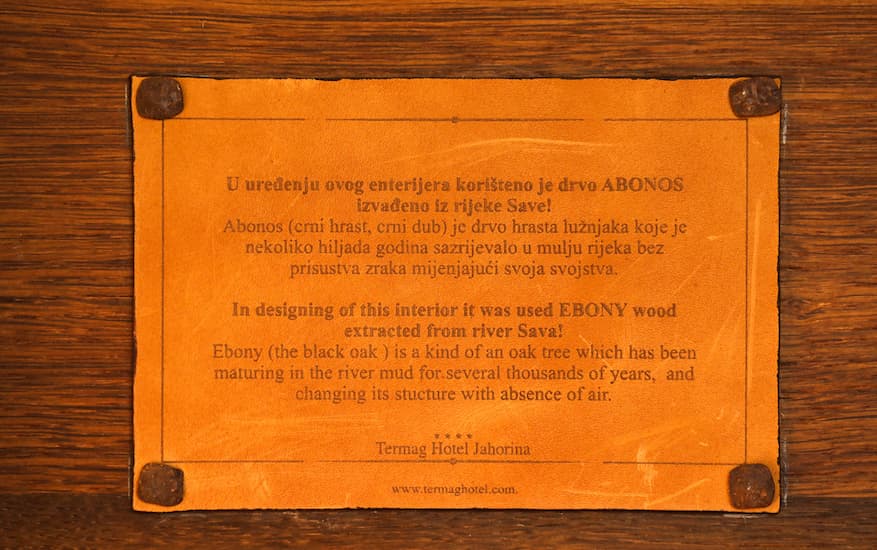 U uređenju ovog enterijera korišteno je drvo ABONOS
izvađeno iz rijeke Save!
Abonos (crni hrast, crni dub) je drvo hrasta lužnjaka koje je
nekoliko hiljada godina sazrijevalo u mulju rijeka bez
prisustva zraka mijenjajući svoja svojstva.
In designing of this interior it was used EBONY wood
extracted from river Sava!
Ebony (the black oak ) is a kind of an oak tree which has been
maturing in the river mud for several thousands of years,  and
changing its stucture with absence of air.
Termag Hotel Jahorina
www.termaghotel.com.